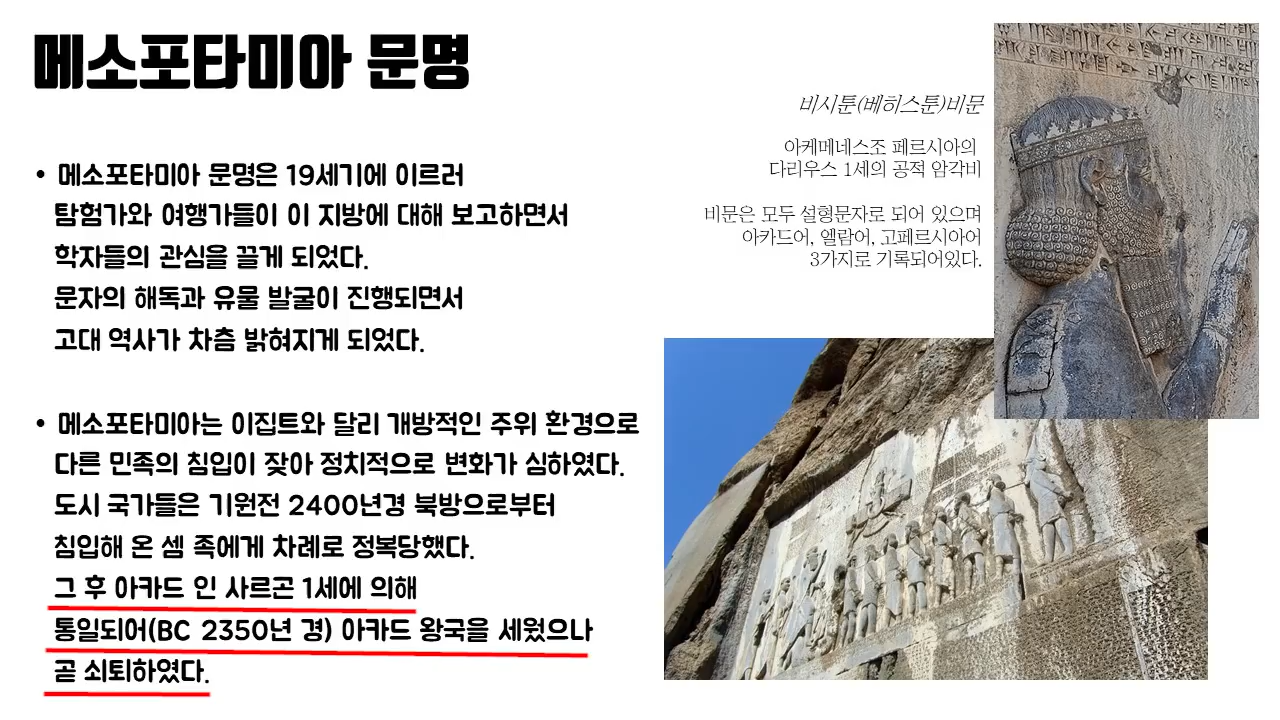 메소포타미아 문명
• 메소포타미아 문명은 19세기에 이르러
탐험가와 여행가들이 이 지방에 대해 보고하면서
학자들의 관심을 끌게 되었다.
문자의 해독과 유물 발굴이 진행되면서
고대 역사가 차츰 밝혀지게 되었다.
• 메소포타미아는 이집트와 달리 개방적인 주위 환경으로
다른 민족의 침입이 잦아 정치적으로 변화가 심하였다.
도시 국가들은 기원전 2400년경 북방으로부터
침입해 온 셈 족에게 차례로 정복당했다.
그 후 아카드 인 사르곤 1세에 의해
통일되어(BC 2350년 경) 아카드 왕국을 세웠으나
곧 쇠퇴하였다.
비시툰(베히스툰)비문
아케메네스조 페르시아의
다리우스 1세의 공적 암각비
비문은 모두 설형문자로 되어 있으며
아카드어, 엘람어, 고페르시아어
3가지로 기록되어있다.